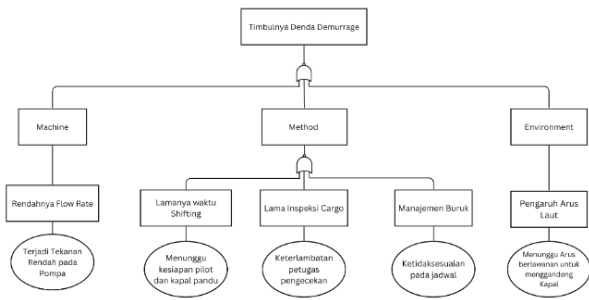 Timbulnya Denda Demurrage
Machine
Method
Environment
Rendahnya Flow Rate
Lamanya waktu
Shifting
Lama Inspeksi Cargo
Manajemen Buruk
Pengaruh Arus
Laut
Terjadi Tekanan
Rendah pada
Pompa
Menunggu
kesiapan pilot
dan kapal pandu
Keterlambatan
petugas
pengecekan
Ketidaksesuaian
pada jadwal
Menunggu Arus
berlawanan untuk
menggandeng
Kapal